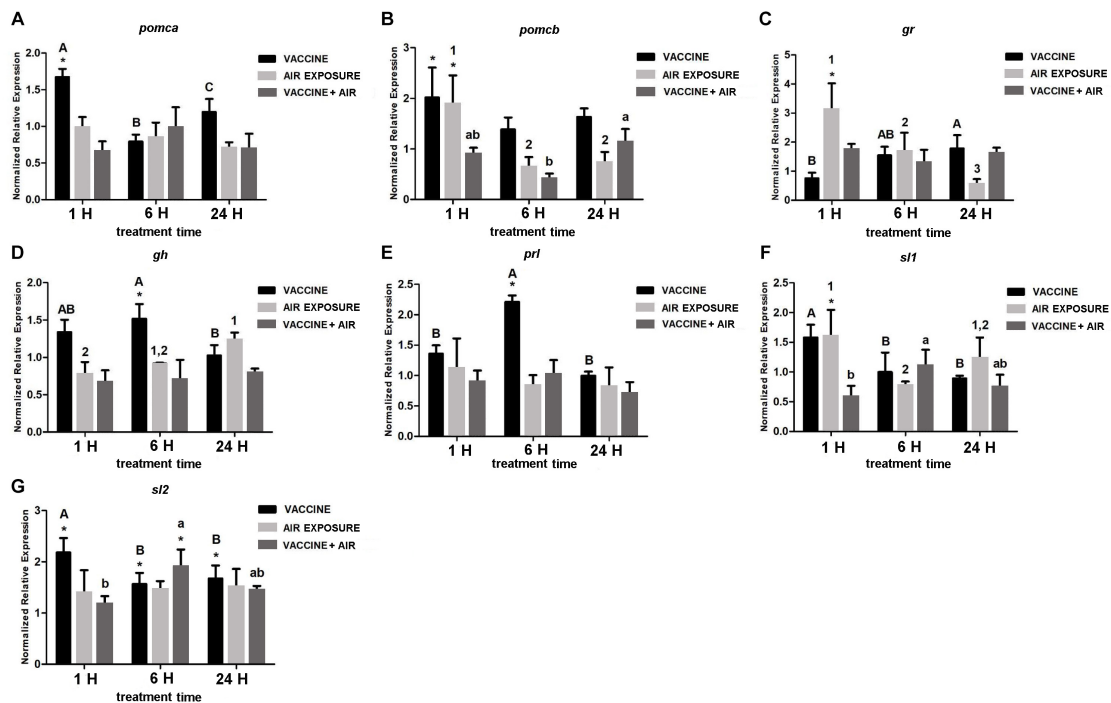 A
pomca
Normalized Relative Expression
2.0
1.5
1.0
0.5
0.0
A
*
B
C
VACCINE
AIR EXPOSURE
VACCINE + AIR
1 H 6 H 24 H
treatment time
B
pomcb
Normalized Relative Expression
3
2
1
0
*
1
*
ab
2
b
2
a
VACCINE
AIR EXPOSURE
VACCINE + AIR
1 H 6 H 24 H
treatment time
C
gr
Normalized Relative Expression
5
4
3
2
1
0
B
1
*
AB
2
A
3
VACCINE
AIR EXPOSURE
VACCINE + AIR
1 H 6 H 24 H
treatment time
D
gh
Normalized Relative Expression
2.0
1.5
1.0
0.5
0.0
AB
2
A
*
1,2
B
1
VACCINE
AIR EXPOSURE
VACCINE + AIR
1 H 6 H 24 H
treatment time
E
prl
Normalized Relative Expression
2.5
2.0
1.5
1.0
0.5
0.0
B
A
*
B
VACCINE
AIR EXPOSURE
VACCINE + AIR
1 H 6 H 24 H
treatment time
F
sl1
Normalized Relative Expression
2.5
2.0
1.5
1.0
0.5
0.0
A
1
*
b
B
2
a
B
1,2
ab
VACCINE
AIR EXPOSURE
VACCINE + AIR
1 H 6 H 24 H
treatment time
G
sl2
Normalized Relative Expression
3
2
1
0
A
*
b
B
*
a
*
B
*
ab
VACCINE
AIR EXPOSURE
VACCINE + AIR
1 H 6 H 24 H
treatment time